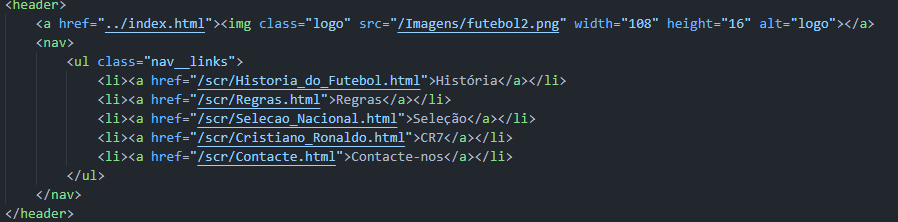 <header>
<a href="../index.html"><img class="logo" src="/Imagens/futebol2.png" width="108" height="16" alt="logo"></a>
<nav>
<ul class="nav__links">
<li><a href="/scr/Historia_do_Futebol.html">História</a></li>
<li><a href="/scr/Regras.html">Regras</a></li>
<li><a href="/scr/Selecao_Nacional.html">Seleção</a></li>
<li><a href="/scr/Cristiano_Ronaldo.html">CR7</a></li>
<li><a href="/scr/Contacte.html">Contacte-nos</a></li>
</ul>
</nav>
</header>